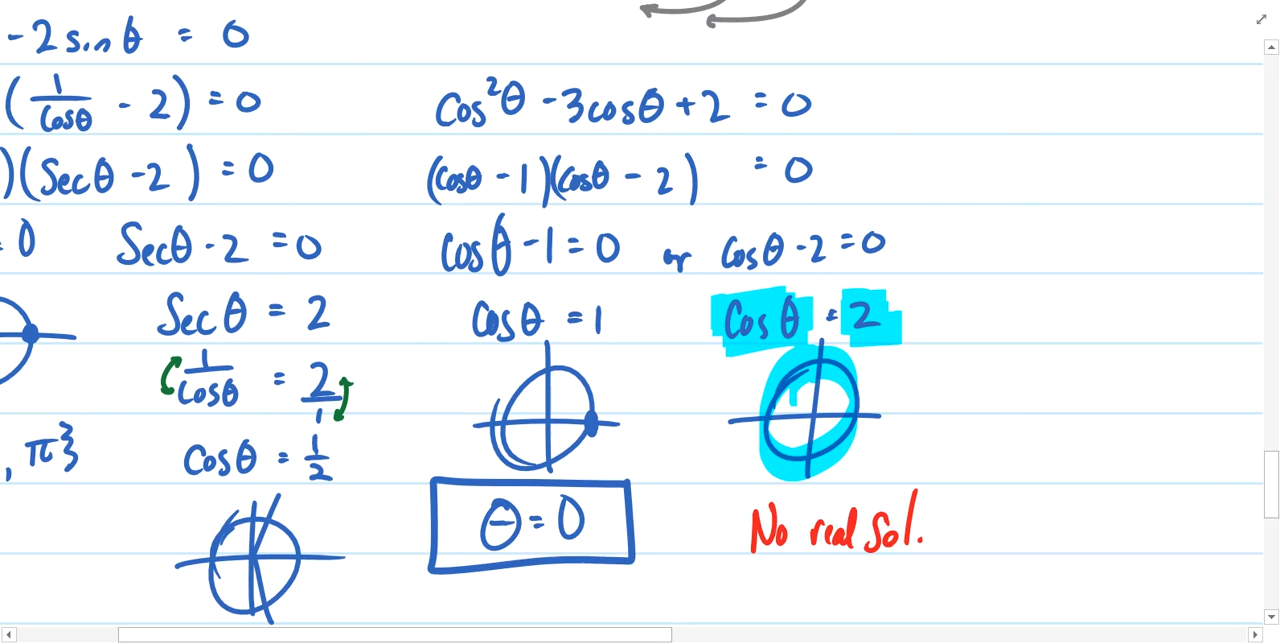 -2sinθ = 0
(1/cosθ - 2) = 0
)(Secθ - 2) = 0
= 0
Secθ - 2 = 0
Secθ = 2
1/cosθ = 2/1
, π}
cosθ = 1/2
cos²θ - 3cosθ + 2 = 0
(cosθ - 1)(cosθ - 2) = 0
cosθ - 1 = 0 or cosθ - 2 = 0
cosθ = 1
cosθ = 2
θ = 0
No real sol.